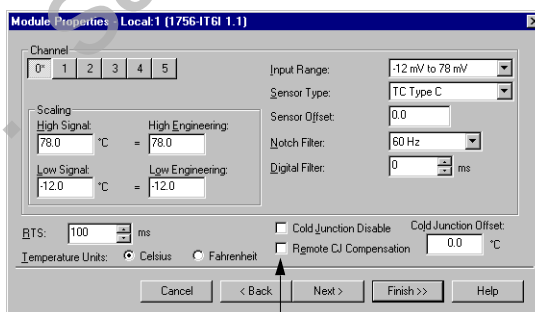 Module Properties - Local:1 (1756-IT6I 1.1)
Channel
0* 1 2 3 4 5
Input Range: -12 mV to 78 mV
Sensor Type: TC Type C
Sensor Offset: 0.0
Notch Filter: 60 Hz
Digital Filter: 0 ms
Scaling
High Signal: High Engineering:
78.0 °C = 78.0
Low Signal: Low Engineering:
-12.0 °C = -12.0
RTS: 100 ms
Temperature Units: Celsius Fahrenheit
Cold Junction Disable
Remote CJ Compensation
Cold Junction Offset:
0.0 °C
Cancel < Back Next > Finish >> Help